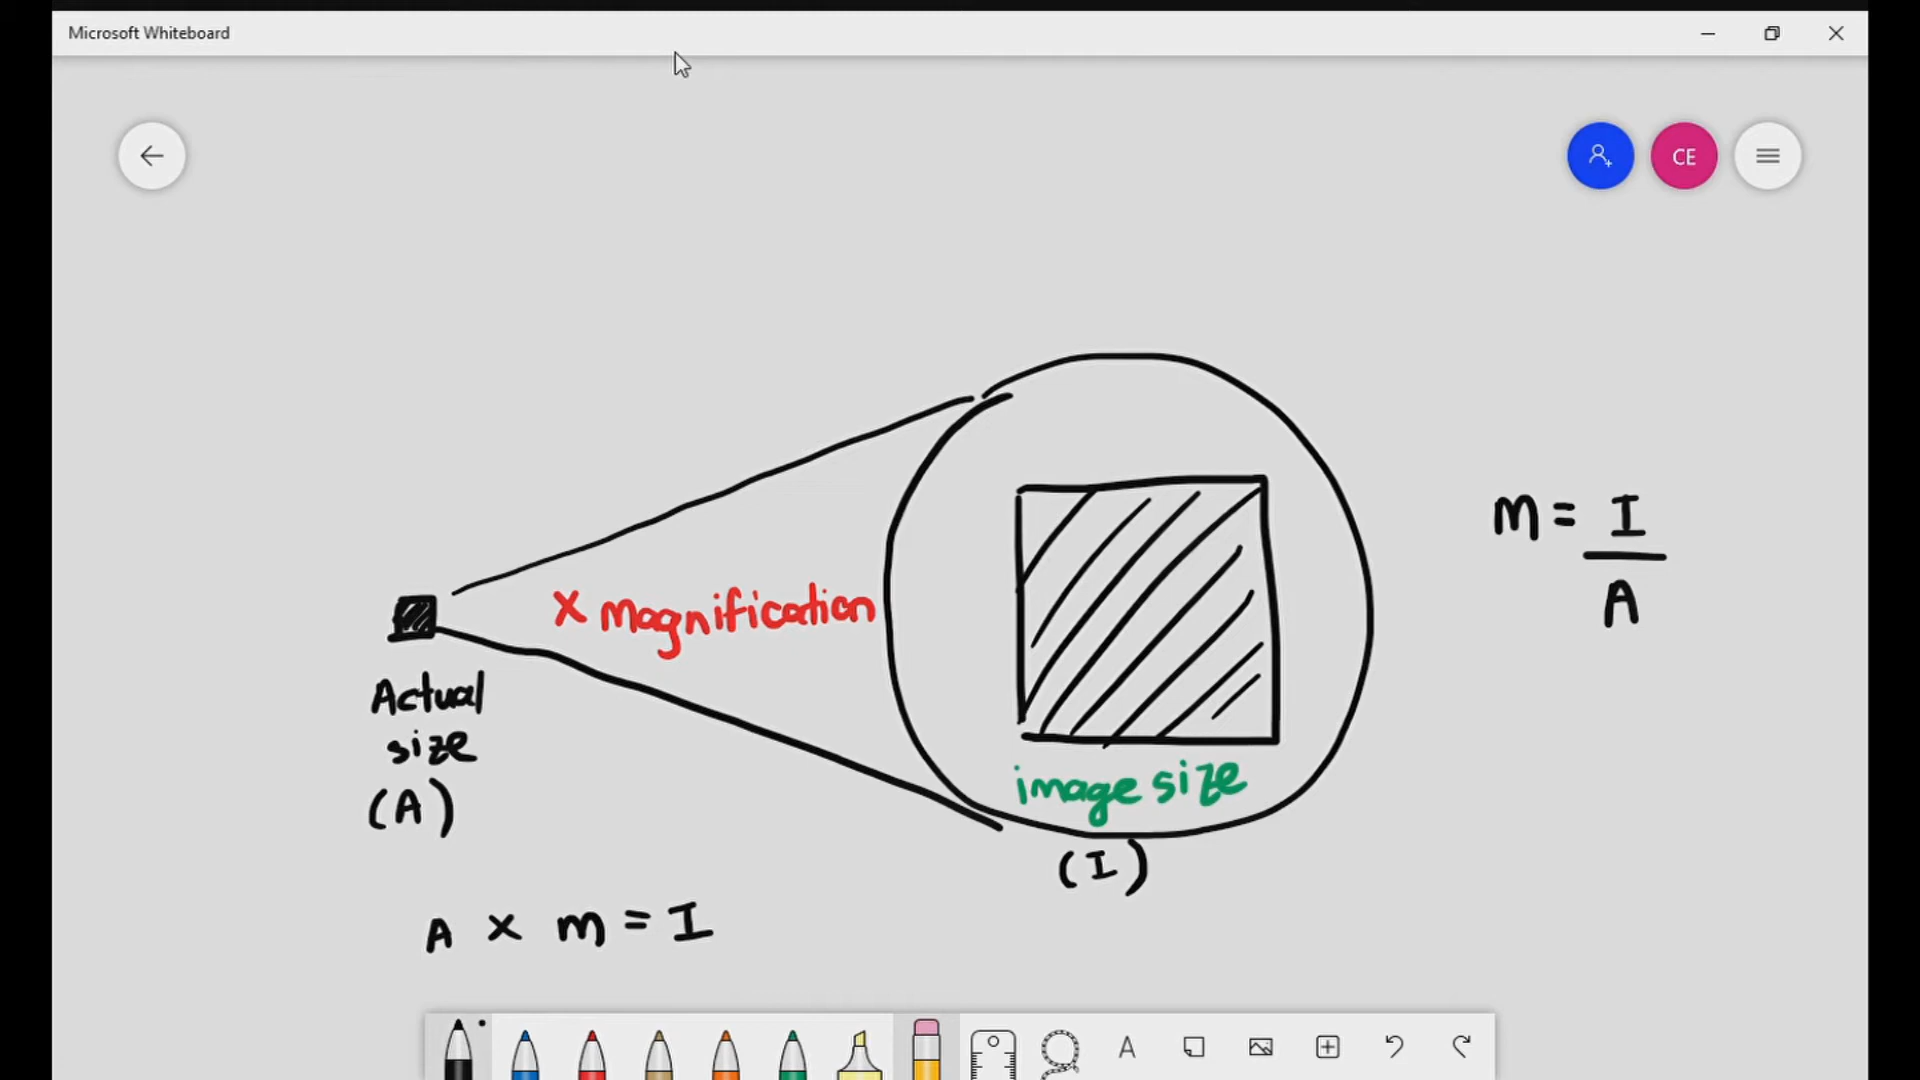 Microsoft Whiteboard
CE
x magnification
Actual
size
(A)
image size
(I)
A x m = I
M = I
A
A